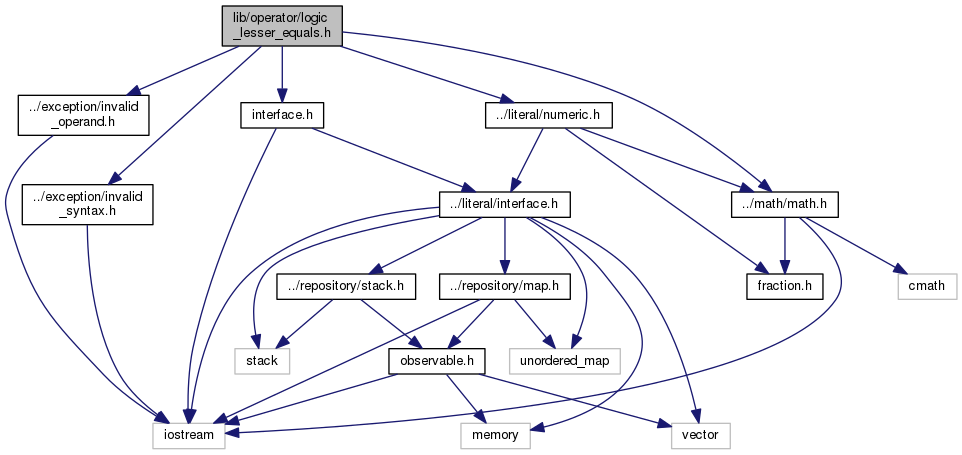 lib/operator/logic
_lesser_equals.h
../exception/invalid
_operand.h
interface.h
../literal/numeric.h
../exception/invalid
_syntax.h
../literal/interface.h
../math/math.h
../repository/stack.h
../repository/map.h
fraction.h
cmath
stack
observable.h
unordered_map
iostream
memory
vector